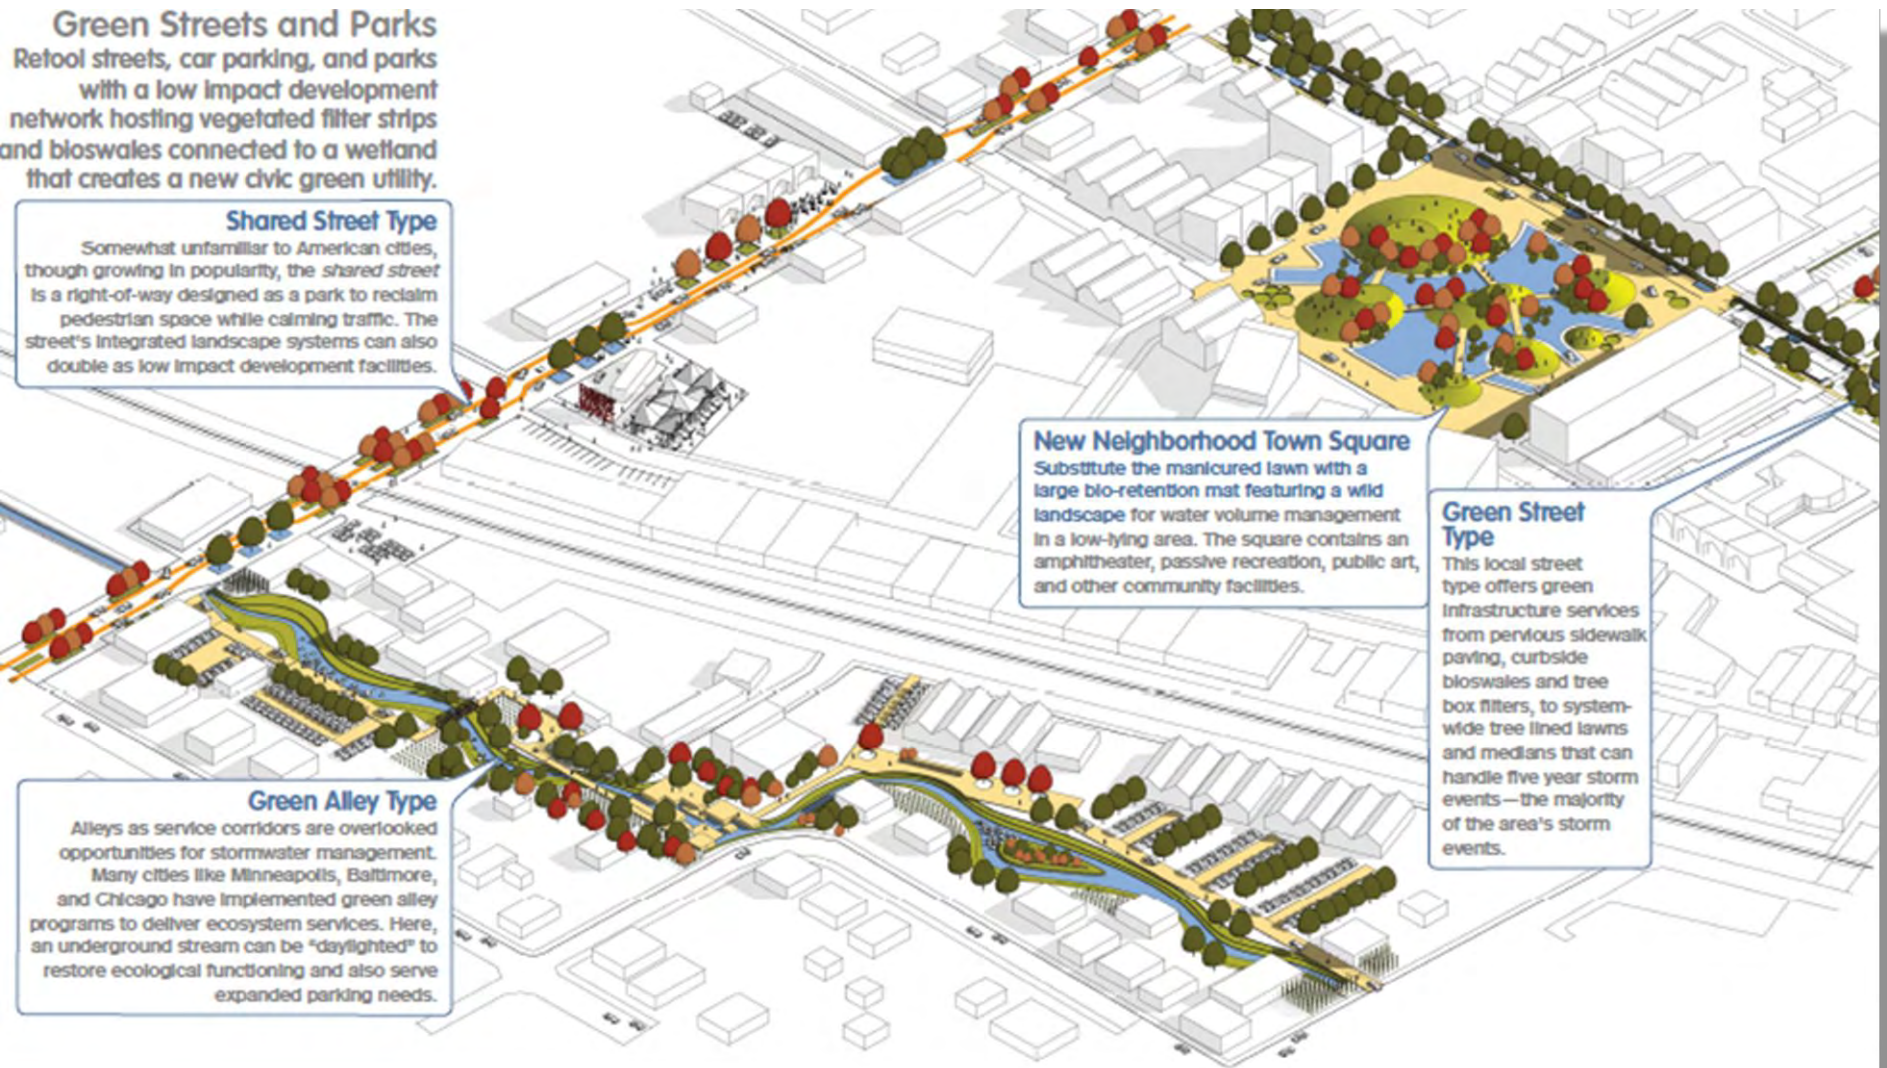 Green Streets and Parks
Retool streets, car parking, and parks
with a low impact development
network hosting vegetated filter strips
and bioswales connected to a wetland
that creates a new civic green utility.
Shared Street Type
Somewhat unfamiliar to American cities,
though growing in popularity, the shared street
is a right-of-way designed as a park to reclaim
pedestrian space while calming traffic. The
street's integrated landscape systems can also
double as low impact development facilities.
New Neighborhood Town Square
Substitute the manicured lawn with a
large bio-retention mat featuring a wild
landscape for water volume management
in a low-lying area. The square contains an
amphitheater, passive recreation, public art,
and other community facilities.
Green Street
Type
This local street
type offers green
infrastructure services
from pervious sidewalk
paving, curbside
bioswales and tree
box filters, to system-
wide tree lined lawns
and medians that can
handle five year storm
events—the majority
of the area's storm
events.
Green Alley Type
Alleys as service corridors are overlooked
opportunities for stormwater management.
Many cities like Minneapolis, Baltimore,
and Chicago have implemented green alley
programs to deliver ecosystem services. Here,
an underground stream can be "daylighted" to
restore ecological functioning and also serve
expanded parking needs.